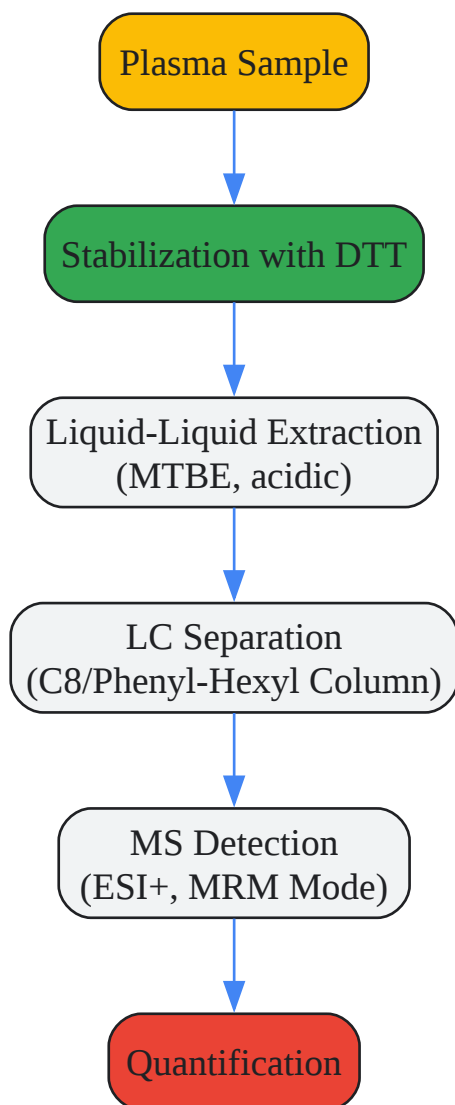 Plasma Sample
Stabilization with DTT
Liquid-Liquid Extraction
(MTBE, acidic)
LC Separation
(C8/Phenyl-Hexyl Column)
MS Detection
(ESI+, MRM Mode)
Quantification